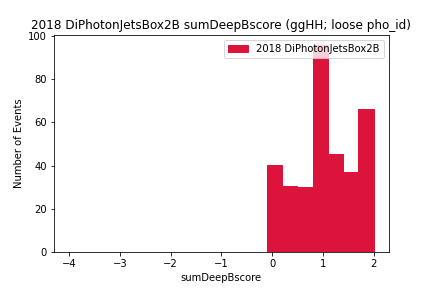 2018 DiPhotonJetsBox2B sumDeepBscore (ggHH; loose pho_id)
2018 DiPhotonJetsBox2B
Number of Events
100
80
60
40
20
0
−4 −3 −2 −1 0 1 2
sumDeepBscore